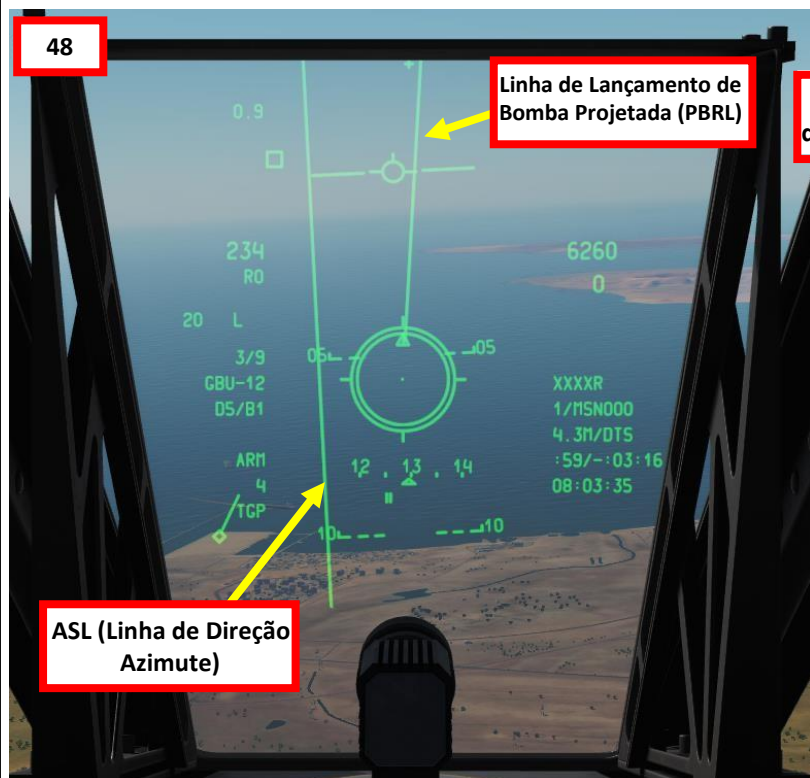 48
Linha de Lançamento de
Bomba Projetada (PBRL)
d
0.9
234
6260
RO
0
20 L
3/9
05
05
GBU-12
XXXXR
D5/B1
1/MSN000
4.3M/DTS
ARM
12 . 13 . 14
:59/-:03:16
4
08:03:35
TGP
10
10
ASL (Linha de Direção
Azimute)